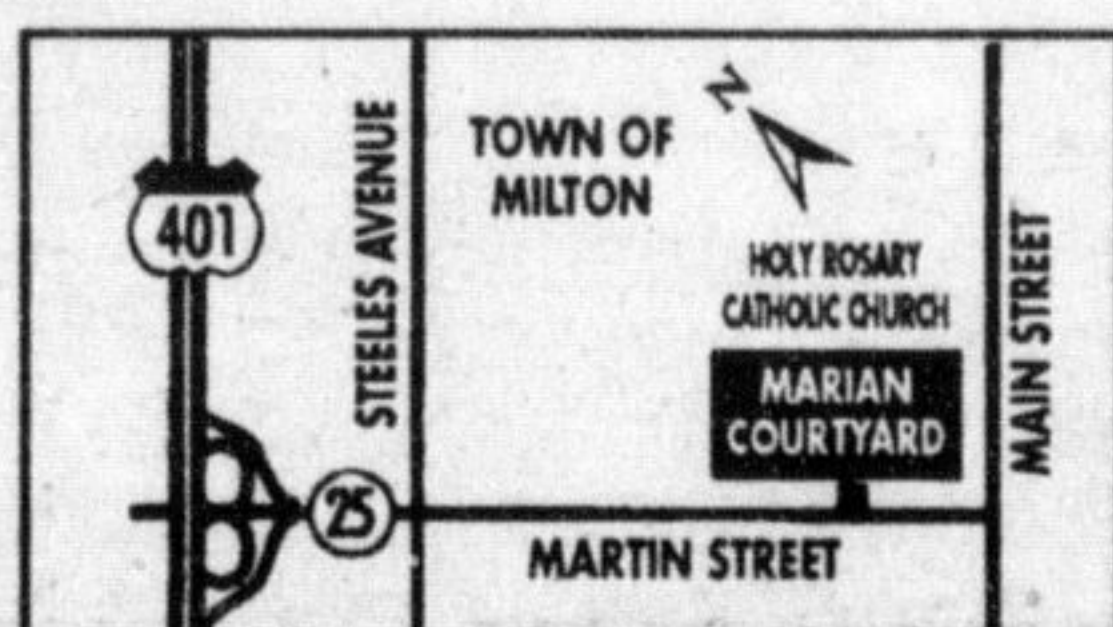 401
STEELES AVENUE
TOWN OF
MILTON
N
HOLY ROSARY
CATHOLIC CHURCH
MARIAN
COURTYARD
MAIN STREET
25
MARTIN STREET